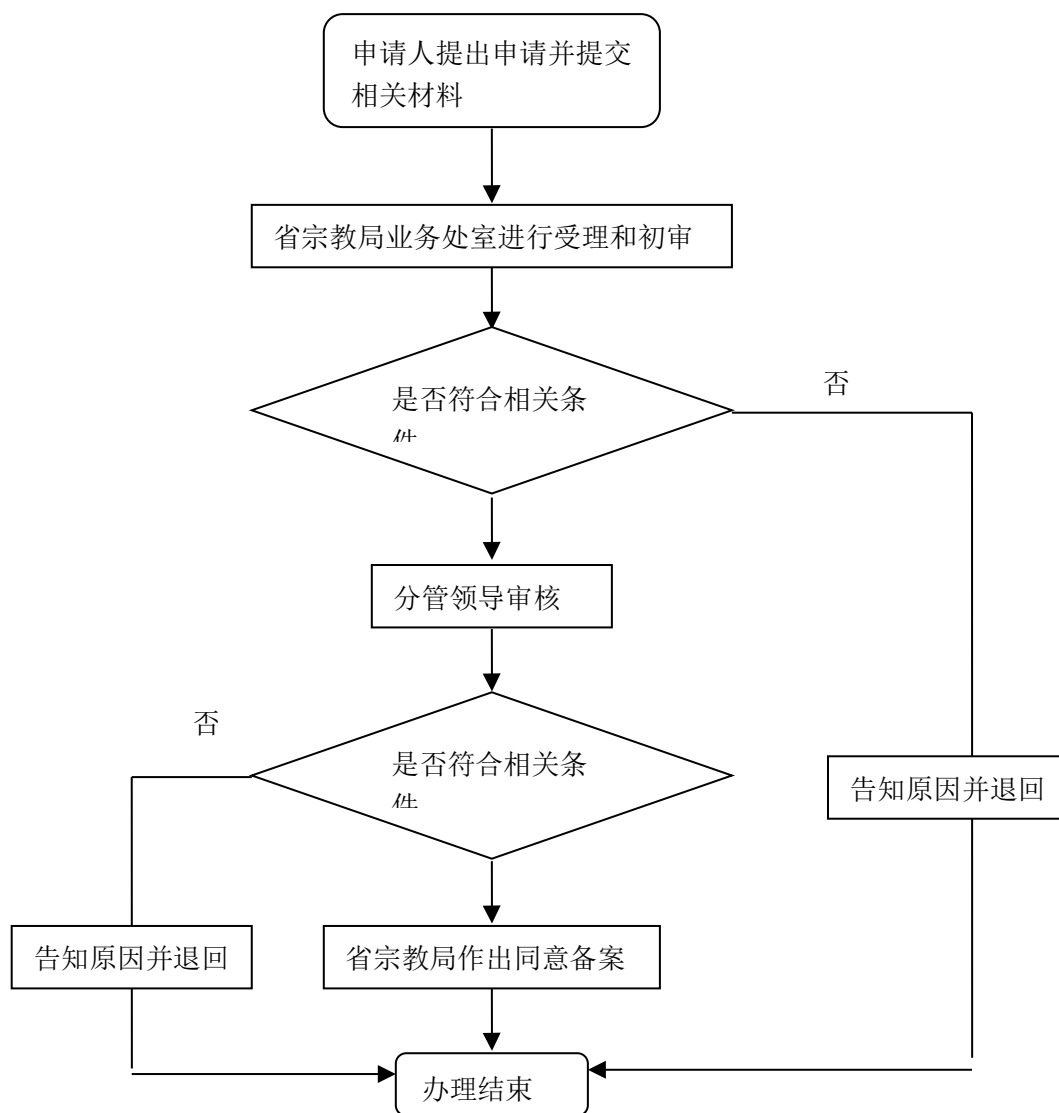 申请人提出申请并提交
相关材料
省宗教局业务处室进行受理和初审
是否符合相关条
件
否
分管领导审核
否
是否符合相关条
件
告知原因并退回
告知原因并退回
省宗教局作出同意备案
办理结束